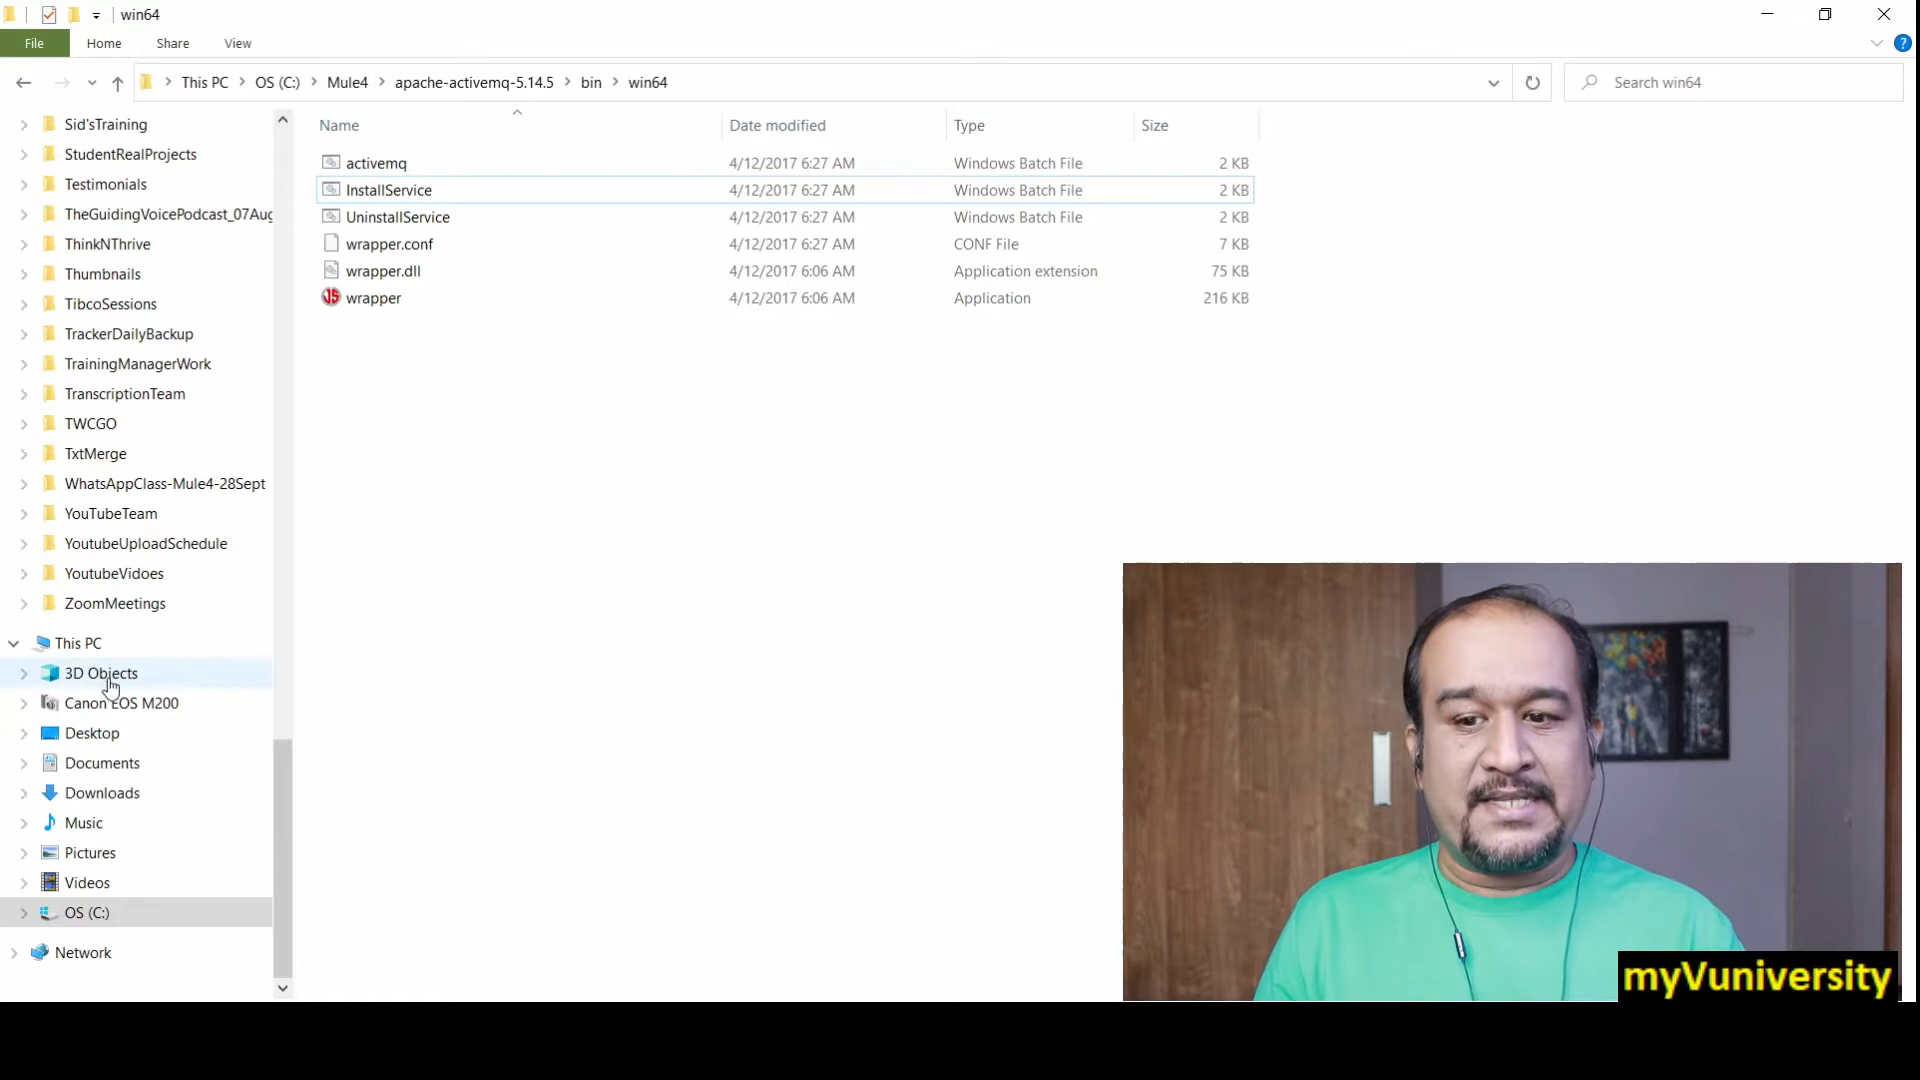 win64
File Home Share View
This PC OS (C:) Mule4 apache-activemq-5.14.5 bin win64
Search win64
Name Date modified Type Size
activemq 4/12/2017 6:27 AM Windows Batch File 2 KB
InstallService 4/12/2017 6:27 AM Windows Batch File 2 KB
UninstallService 4/12/2017 6:27 AM Windows Batch File 2 KB
wrapper.conf 4/12/2017 6:27 AM CONF File 7 KB
wrapper.dll 4/12/2017 6:06 AM Application extension 75 KB
wrapper 4/12/2017 6:06 AM Application 216 KB
Sid'sTraining
StudentRealProjects
Testimonials
TheGuidingVoicePodcast_07Aug
ThinkNThrive
Thumbnails
TibcoSessions
TrackerDailyBackup
TrainingManagerWork
TranscriptionTeam
TWCGO
TxtMerge
WhatsAppClass-Mule4-28Sept
YouTubeTeam
YoutubeUploadSchedule
YoutubeVidoes
ZoomMeetings
This PC
3D Objects
Canon EOS M200
Desktop
Documents
Downloads
Music
Pictures
Videos
OS (C:)
Network
myVuniversity